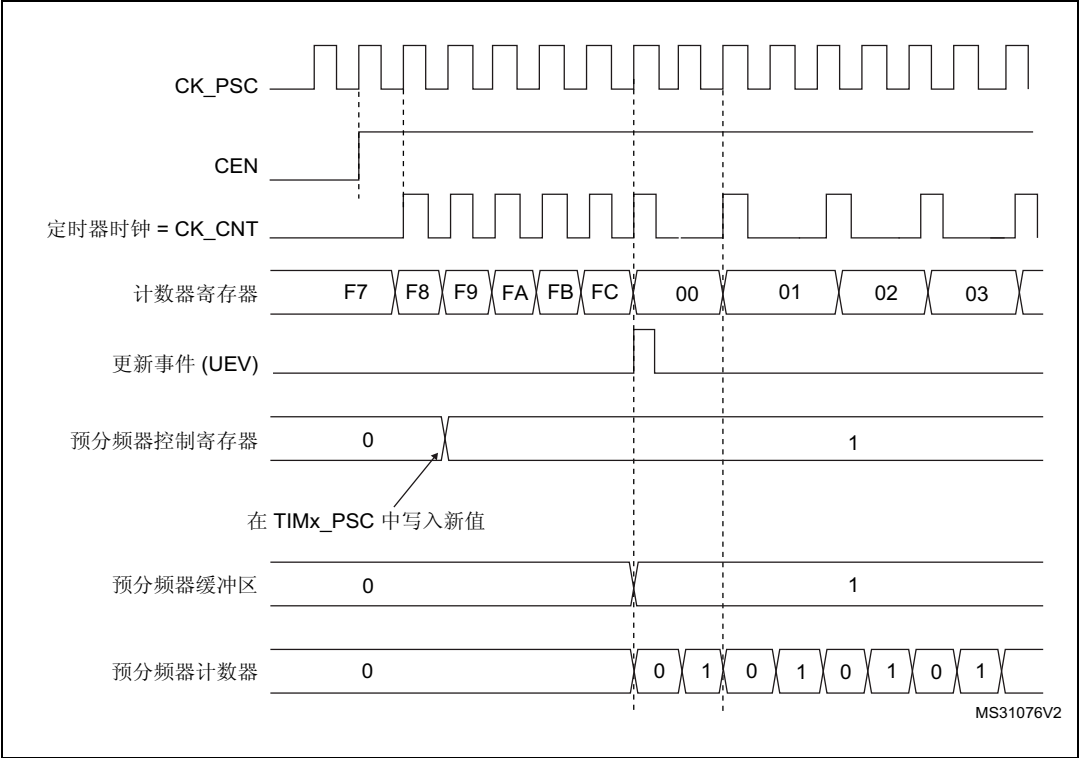 CK_PSC
CEN
定时器时钟 = CK_CNT
计数器寄存器 F7 F8 F9 FA FB FC 00 01 02 03
更新事件 (UEV)
预分频器控制寄存器 0 1
在 TIMx_PSC 中写入新值
预分频器缓冲区 0 1
预分频器计数器 0 0 1 0 1 0 1 0 1
MS31076V2